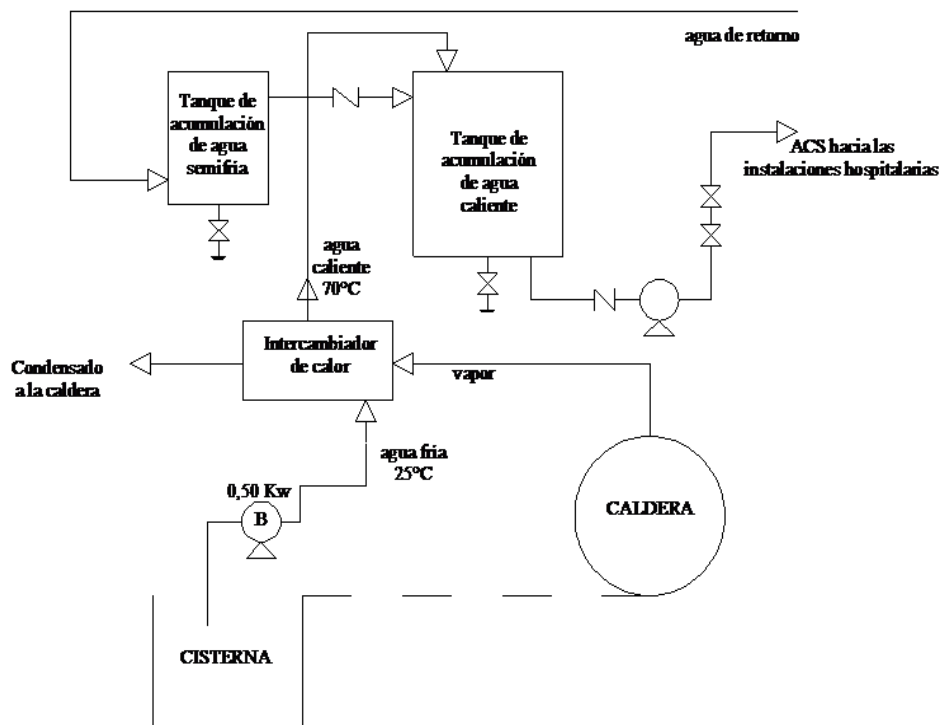 agua de retorno
Tanque de
acumulación
de agua
semifría
Tanque de
acumulación
de agua
caliente
ACS hacia las
instalaciones hospitalarias
agua
caliente
70°C
Intercambiador
de calor
Condensado
a la caldera
vapor
agua fria
25°C
0,50 Kw
B
CALDERA
CISTERNA